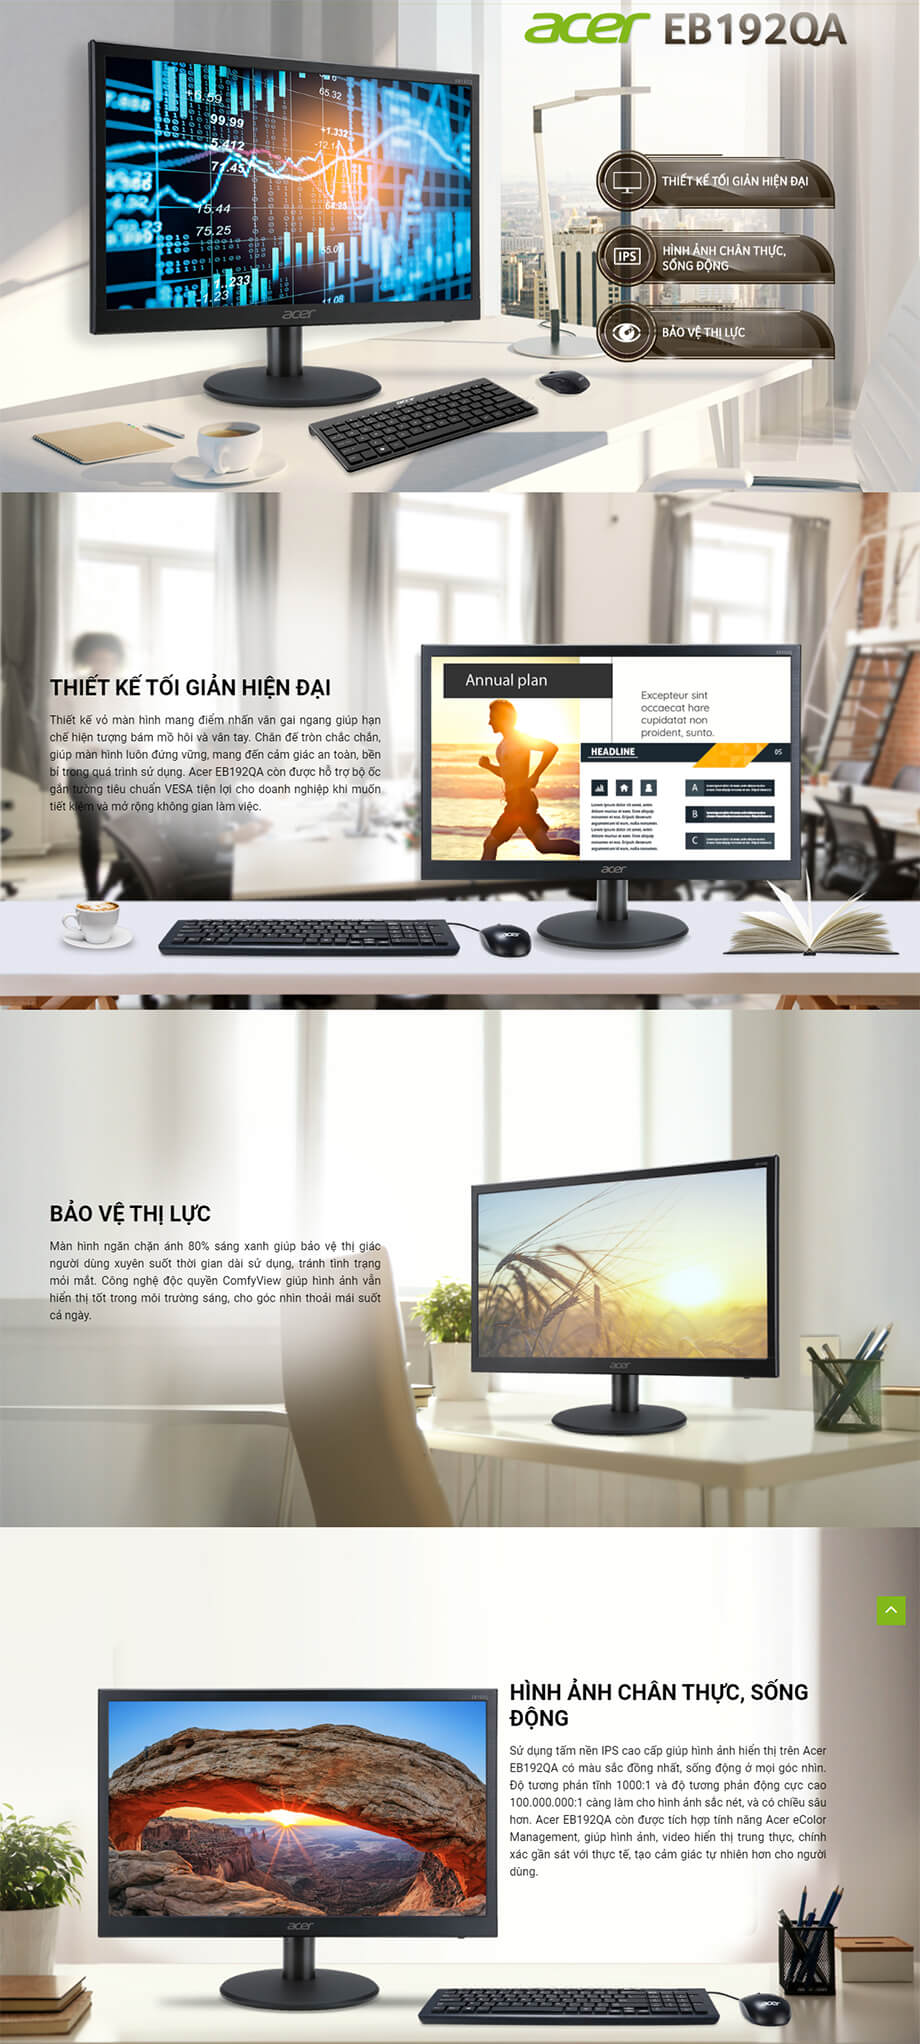 acer EB192QA
+6.59
65.32
99.99
+1.332
5.412
-12.14
71.45
64.25
15.44
75.25
55.0
1..233
-1.23
11.08
acer
THIẾT KẾ TỐI GIẢN HIỆN ĐẠI
IPS
HÌNH ẢNH CHÂN THỰC,
SỐNG ĐỘNG
BẢO VỆ THỊ LỰC
acer
THIẾT KẾ TỐI GIẢN HIỆN ĐẠI
Thiết kế vỏ màn hình mang điểm nhấn vân gai ngang giúp hạn
chế hiện tượng bám mồ hôi và vân tay. Chân đế tròn chắc chắn,
giúp màn hình luôn đứng vững, mang đến cảm giác an toàn, bền
bỉ trong quá trình sử dụng. Acer EB192QA còn được hỗ trợ bộ ốc
gắn tường tiêu chuẩn VESA tiện lợi cho doanh nghiệp khi muốn
tiết kiệm và mở rộng không gian làm việc.
Annual plan
Excepteur sint
occaecat hare
cupidatat non
proident, sunto.
HEADLINE
05
A
B
C
acer
acer
BẢO VỆ THỊ LỰC
Màn hình ngăn chặn ánh 80% sáng xanh giúp bảo vệ thị giác
người dùng xuyên suốt thời gian dài sử dụng, tránh tình trạng
mỏi mắt. Công nghệ độc quyền ComfyView giúp hình ảnh vẫn
hiển thị tốt trong môi trường sáng, cho góc nhìn thoải mái suốt
cả ngày.
acer
HÌNH ẢNH CHÂN THỰC, SỐNG
ĐỘNG
Sử dụng tấm nền IPS cao cấp giúp hình ảnh hiển thị trên Acer
EB192QA có màu sắc đồng nhất, sống động ở mọi góc nhìn.
Độ tương phản tĩnh 1000:1 và độ tương phản động cực cao
100.000.000:1 càng làm cho hình ảnh sắc nét, và có chiều sâu
hơn. Acer EB192QA còn được tích hợp tính năng Acer eColor
Management, giúp hình ảnh, video hiển thị trung thực, chính
xác gần sát với thực tế, tạo cảm giác tự nhiên hơn cho người
dùng.
acer
acer